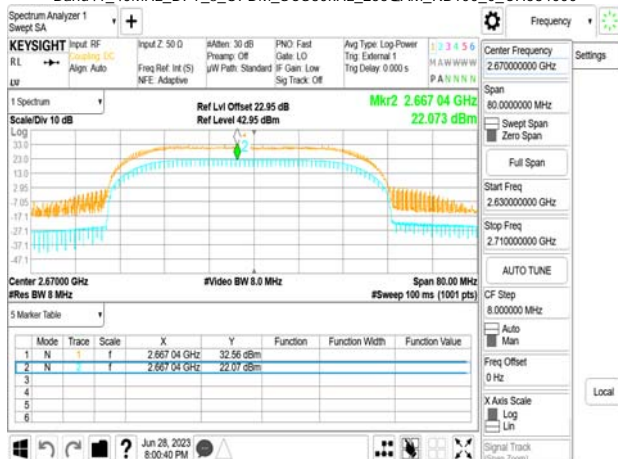 Spectrum Analyzer 1
Swept SA
+
Frequency
KEYSIGHT
RL
Input: RF
Coupling: DC
Align: Auto
Input Z: 50 Ω
Freq Ref: Int (S)
NFE: Adaptive
#Atten: 30 dB
Preamp: Off
µW Path: Standard
PNO: Fast
Gate: LO
IF Gain: Low
Sig Track: Off
Avg Type: Log-Power
Trig: External 1
Trig Delay: 0.000 s
1 2 3 4 5 6
M A W W W W
P A N N N N
1 Spectrum
Scale/Div 10 dB
Log
Ref Lvl Offset 22.95 dB
Ref Level 42.95 dBm
Mkr2 2.667 04 GHz
22.073 dBm
33.0
23.0
13.0
2.95
-7.05
-17.1
-27.1
-37.1
-47.1
2
Center 2.67000 GHz
#Res BW 8 MHz
#Video BW 8.0 MHz
Span 80.00 MHz
#Sweep 100 ms (1001 pts)
5 Marker Table
Mode Trace Scale X Y Function Function Width Function Value
1 N 1 f 2.667 04 GHz 32.56 dBm
2 N 2 f 2.667 04 GHz 22.07 dBm
3
4
5
6
Jun 28, 2023
8:00:40 PM
?
Center Frequency
2.670000000 GHz
Span
80.0000000 MHz
Swept Span
Zero Span
Full Span
Start Freq
2.630000000 GHz
Stop Freq
2.710000000 GHz
AUTO TUNE
CF Step
8.000000 MHz
Auto
Man
Freq Offset
0 Hz
X Axis Scale
Log
Lin
Signal Track
(Span Zoom)
Settings
Local